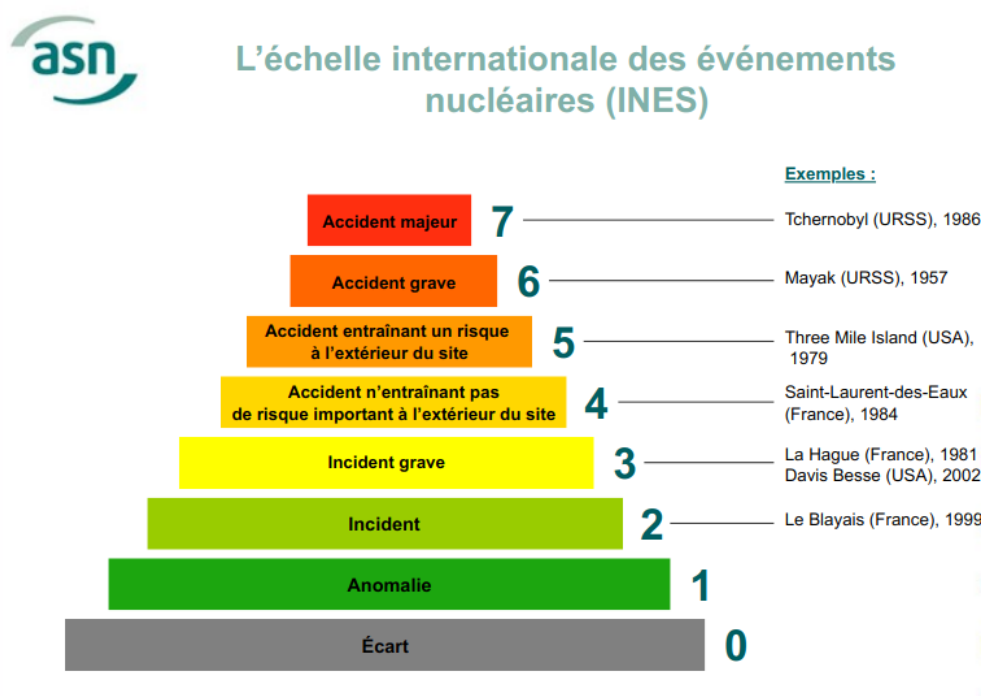 asn
L’échelle internationale des événements
nucléaires (INES)
Exemples :
Accident majeur 7 Tchernobyl (URSS), 1986
Accident grave 6 Mayak (URSS), 1957
Accident entraînant un risque
à l’extérieur du site
5
Three Mile Island (USA),
1979
Accident n’entraînant pas
de risque important à l’extérieur du site
4
Saint-Laurent-des-Eaux
(France), 1984
Incident grave 3
La Hague (France), 1981
Davis Besse (USA), 2002
Incident 2 Le Blayais (France), 1999
Anomalie 1
Écart 0